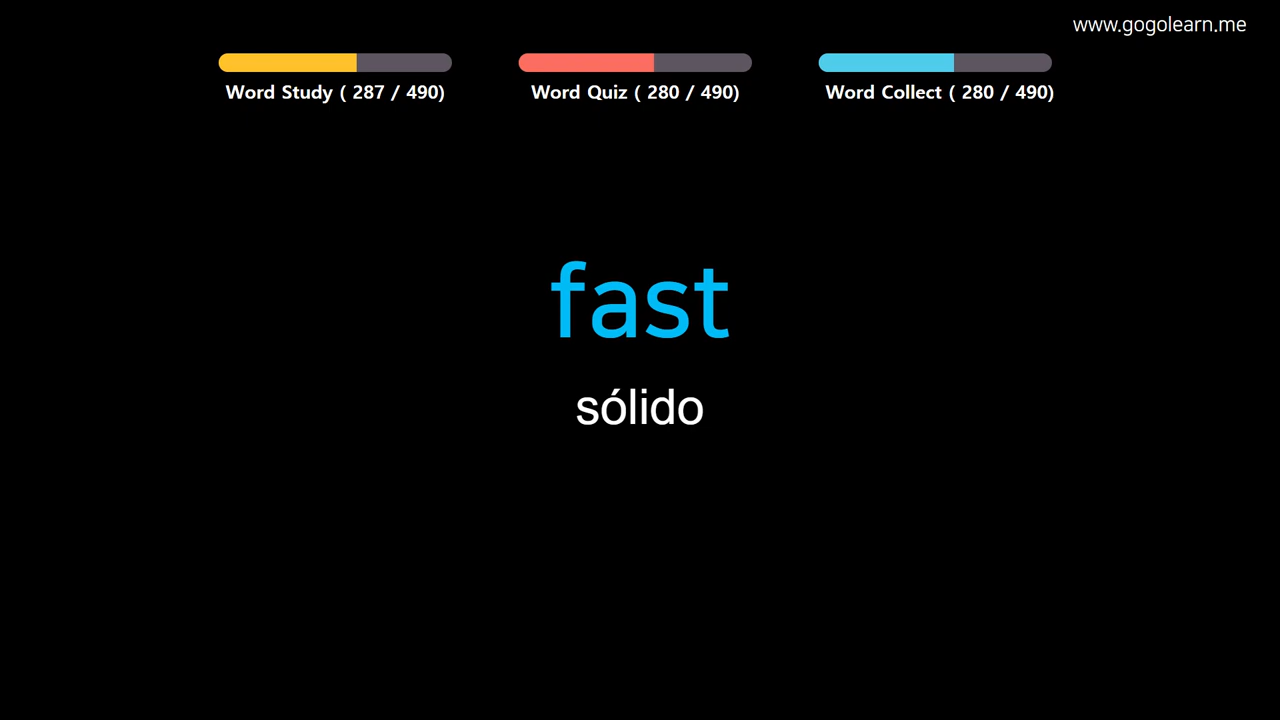 www.gogolearn.me
Word Study ( 287 / 490)
Word Quiz ( 280 / 490)
Word Collect ( 280 / 490)
fast
sólido